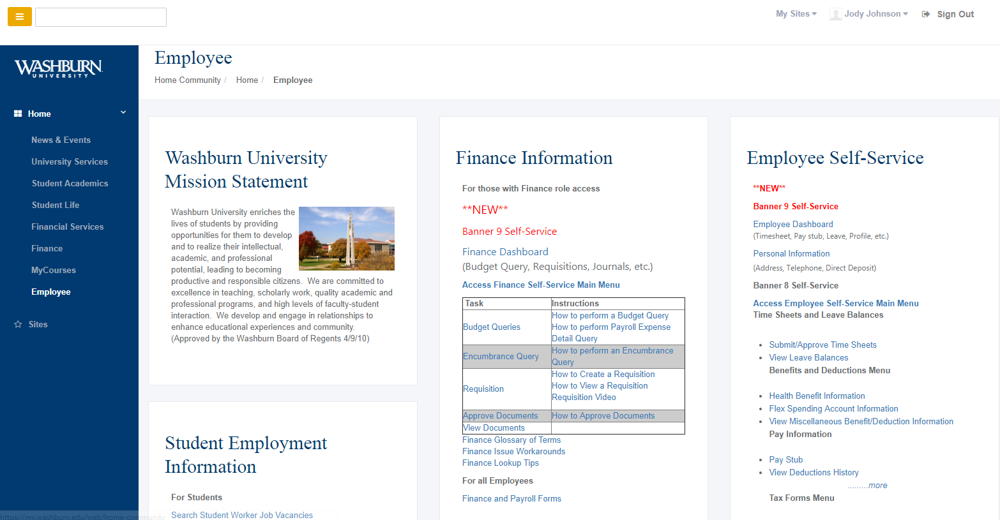 My Sites
Jody Johnson
Sign Out
WASHBURN
UNIVERSITY
Home
News & Events
University Services
Student Academics
Student Life
Financial Services
Finance
MyCourses
Employee
Sites
Employee
Home Community / Home / Employee
Washburn University
Mission Statement
Washburn University enriches the
lives of students by providing
opportunities for them to develop
and to realize their intellectual,
academic, and professional
potential, leading to becoming
productive and responsible citizens. We are committed to
excellence in teaching, scholarly work, quality academic and
professional programs, and high levels of faculty-student
interaction. We develop and engage in relationships to
enhance educational experiences and community.
(Approved by the Washburn Board of Regents 4/9/10)
Student Employment
Information
For Students
Search Student Worker Job Vacancies
Finance Information
For those with Finance role access
**NEW**
Banner 9 Self-Service
Finance Dashboard
(Budget Query, Requisitions, Journals, etc.)
Access Finance Self-Service Main Menu
Task Instructions
Budget Queries
How to perform a Budget Query
How to perform Payroll Expense
Detail Query
Encumbrance Query
How to perform an Encumbrance
Query
Requisition
How to Create a Requisition
How to View a Requisition
Requisition Video
Approve Documents How to Approve Documents
View Documents
Finance Glossary of Terms
Finance Issue Workarounds
Finance Lookup Tips
For all Employees
Finance and Payroll Forms
Employee Self-Service
**NEW**
Banner 9 Self-Service
Employee Dashboard
(Timesheet, Pay stub, Leave, Profile, etc.)
Personal Information
(Address, Telephone, Direct Deposit)
Banner 8 Self-Service
Access Employee Self-Service Main Menu
Time Sheets and Leave Balances
• Submit/Approve Time Sheets
• View Leave Balances
Benefits and Deductions Menu
• Health Benefit Information
• Flex Spending Account Information
• View Miscellaneous Benefit/Deduction Information
Pay Information
• Pay Stub
• View Deductions History
.........more
Tax Forms Menu
https://my.washburn.edu/web/home-community